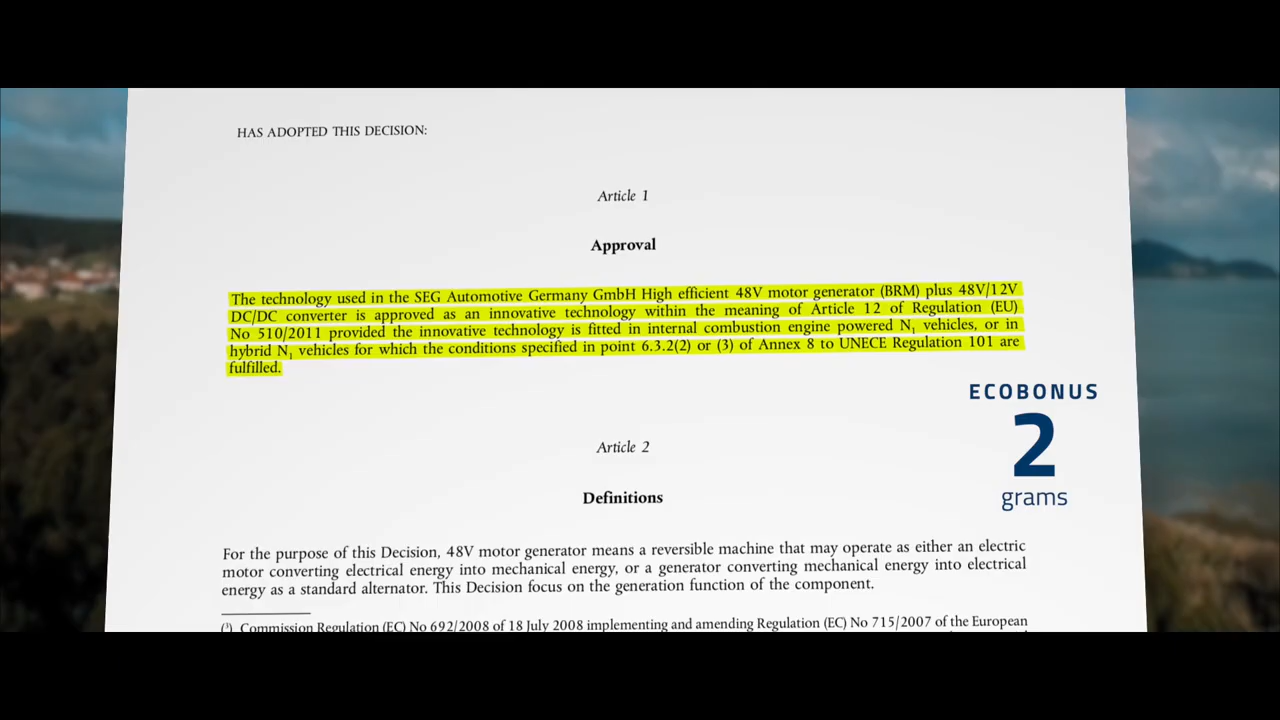 HAS ADOPTED THIS DECISION:
Article 1
Approval
The technology used in the SEG Automotive Germany GmbH High efficient 48V motor generator (BRM) plus 48V/12V
DC/DC converter is approved as an innovative technology within the meaning of Article 12 of Regulation (EU)
No 510/2011 provided the innovative technology is fitted in internal combustion engine powered N₁ vehicles, or in
hybrid N₁ vehicles for which the conditions specified in point 6.3.2(2) or (3) of Annex 8 to UNECE Regulation 101 are
fulfilled.
ECOBONUS
2
grams
Article 2
Definitions
For the purpose of this Decision, 48V motor generator means a reversible machine that may operate as either an electric
motor converting electrical energy into mechanical energy, or a generator converting mechanical energy into electrical
energy as a standard alternator. This Decision focus on the generation function of the component.
(³) Commission Regulation (EC) No 692/2008 of 18 July 2008 implementing and amending Regulation (EC) No 715/2007 of the European